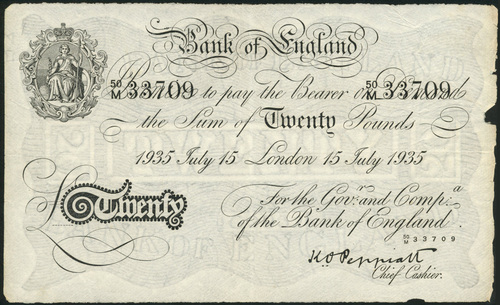 Bank of England
50/M 33709 50/M 33709
Promise to pay the Bearer on Demand
the Sum of Twenty Pounds
1935 July 15 London 15 July 1935
For the Govr. and Compa.
£Twenty of the Bank of England.
50/M 33709
K.O. Peppiatt
Chief Cashier.